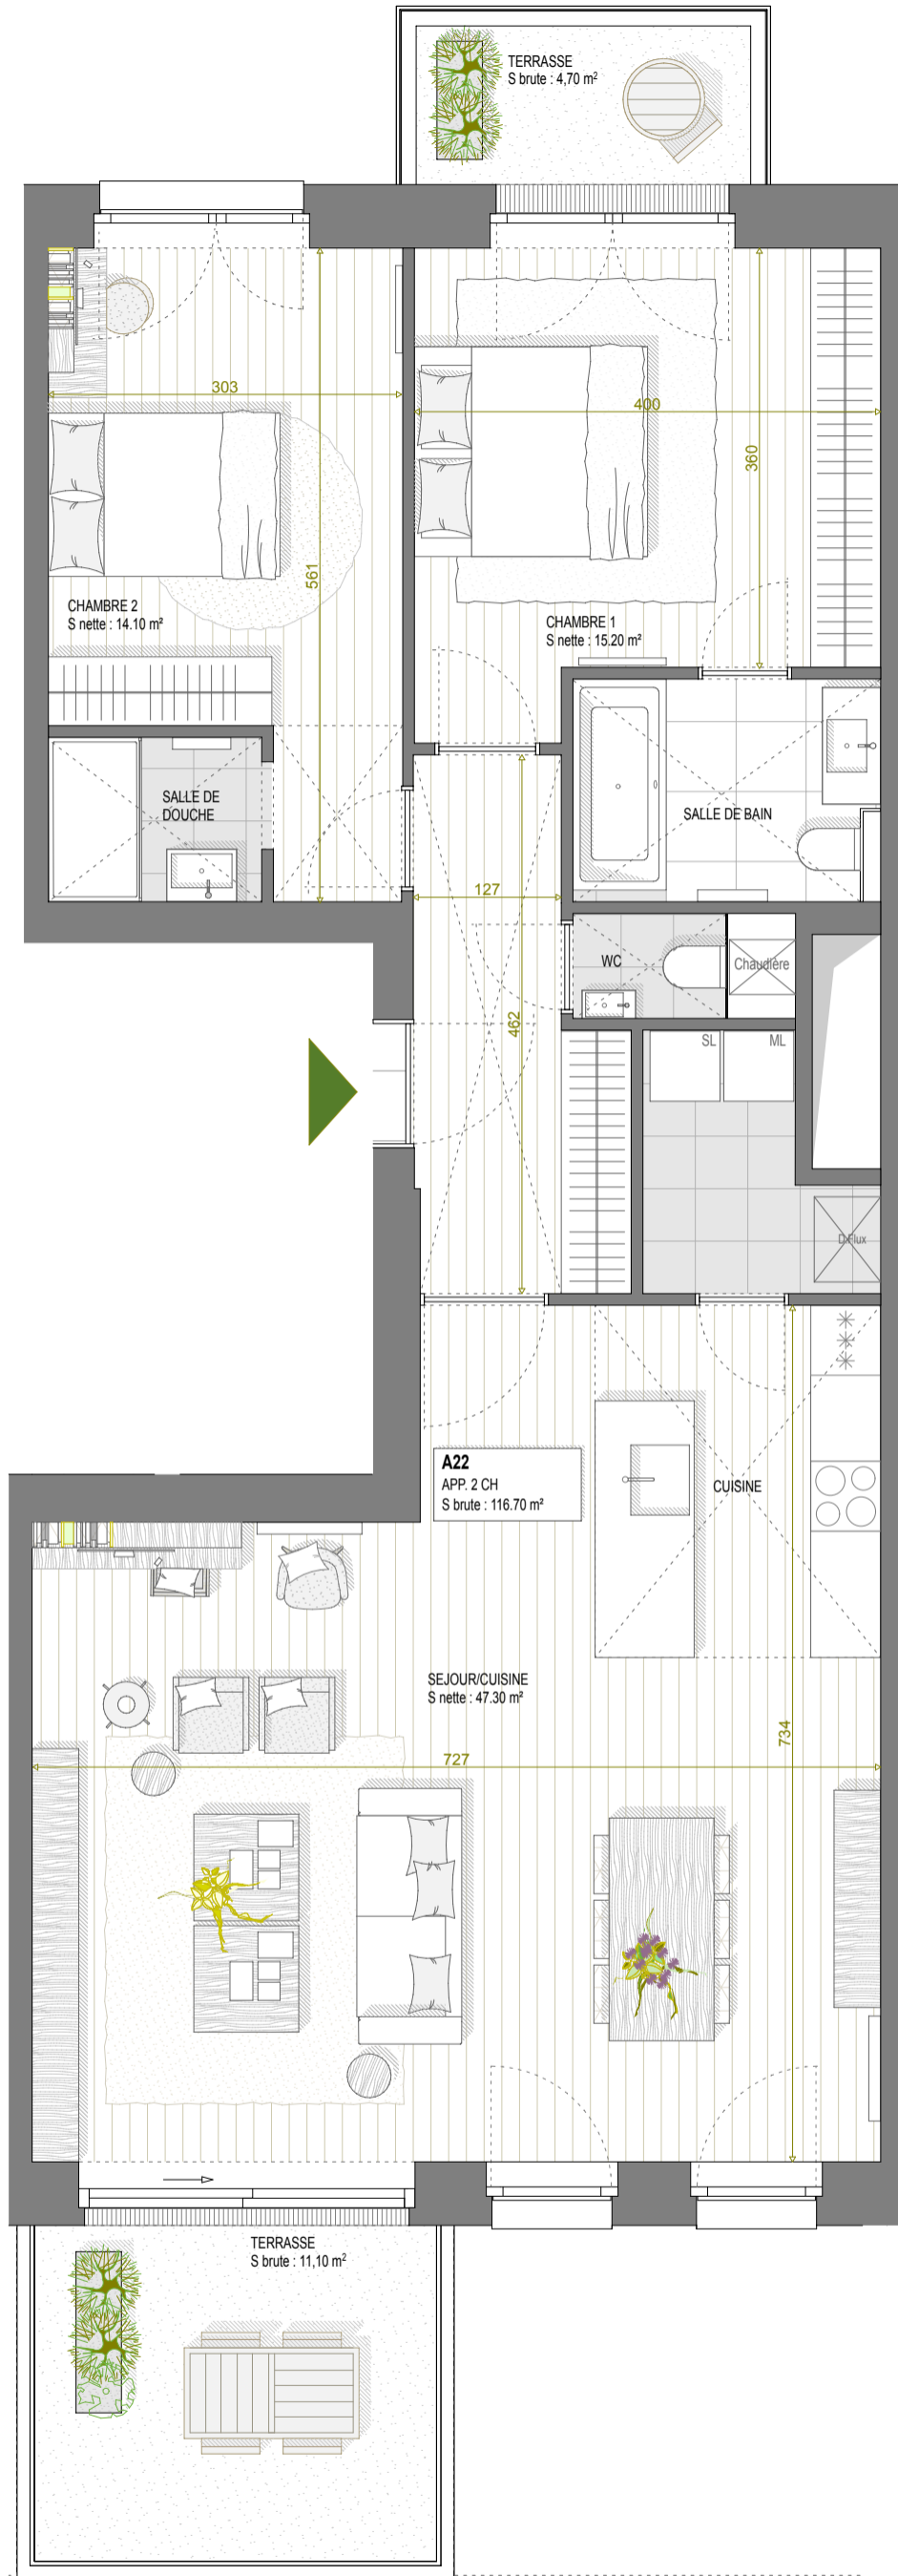 TERRASSE
S brute : 4,70 m²
303
400
360
561
CHAMBRE 2
S nette : 14.10 m²
CHAMBRE 1
S nette : 15.20 m²
SALLE DE
DOUCHE
SALLE DE BAIN
127
WC
Chaudière
462
SL
ML
D.Flux
A22
APP. 2 CH
S brute : 116.70 m²
CUISINE
SEJOUR/CUISINE
S nette : 47.30 m²
734
727
TERRASSE
S brute : 11,10 m²